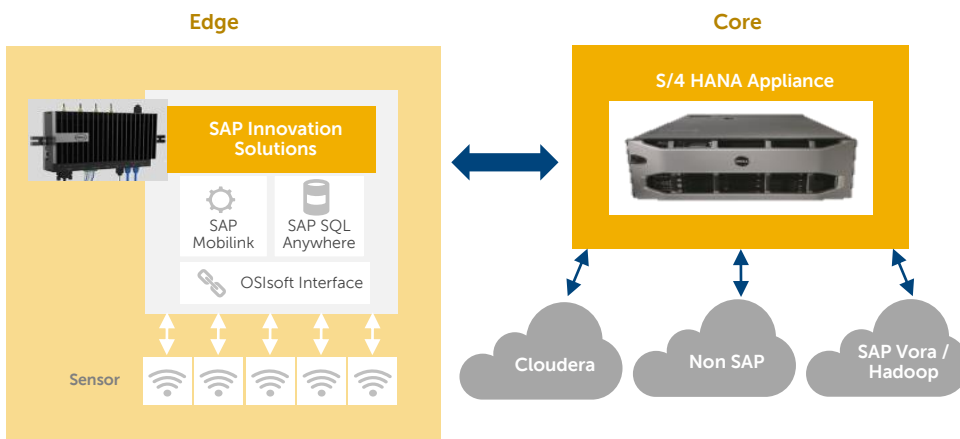 Edge
Core
SAP Innovation
Solutions
SAP
Mobilink
SAP SQL
Anywhere
OSIsoft Interface
Sensor
S/4 HANA Appliance
DELL
Cloudera
Non SAP
SAP Vora /
Hadoop